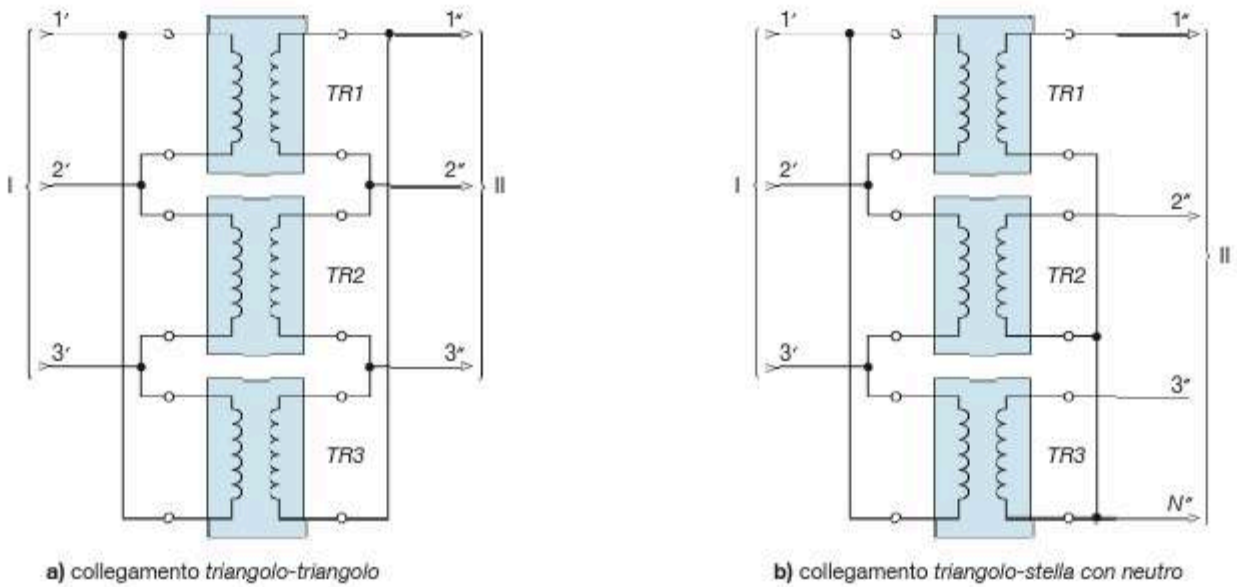 1′ 1″
TR1
2′ 2″
I II
TR2
3′ 3″
TR3
a) collegamento triangolo-triangolo
1′ 1″
TR1
2′
2″
I
II
TR2
3′
3″
TR3
N″
b) collegamento triangolo-stella con neutro